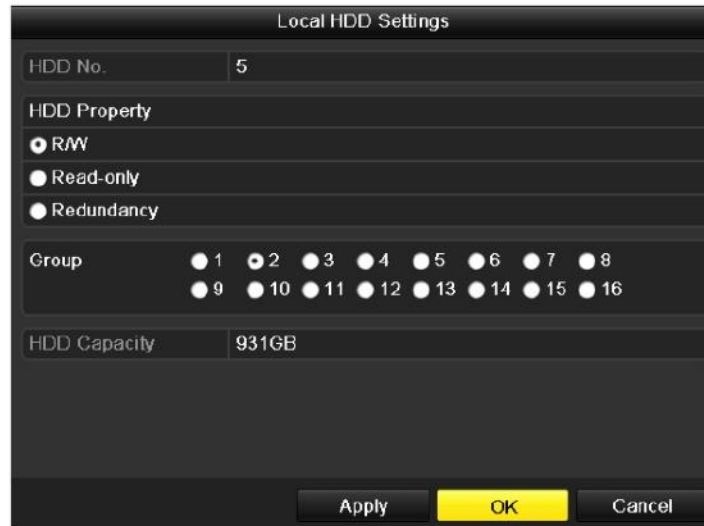 Local HDD Settings
HDD No. 5
HDD Property
R/W
Read-only
Redundancy
Group 1 2 3 4 5 6 7 8
9 10 11 12 13 14 15 16
HDD Capacity 931GB
Apply OK Cancel